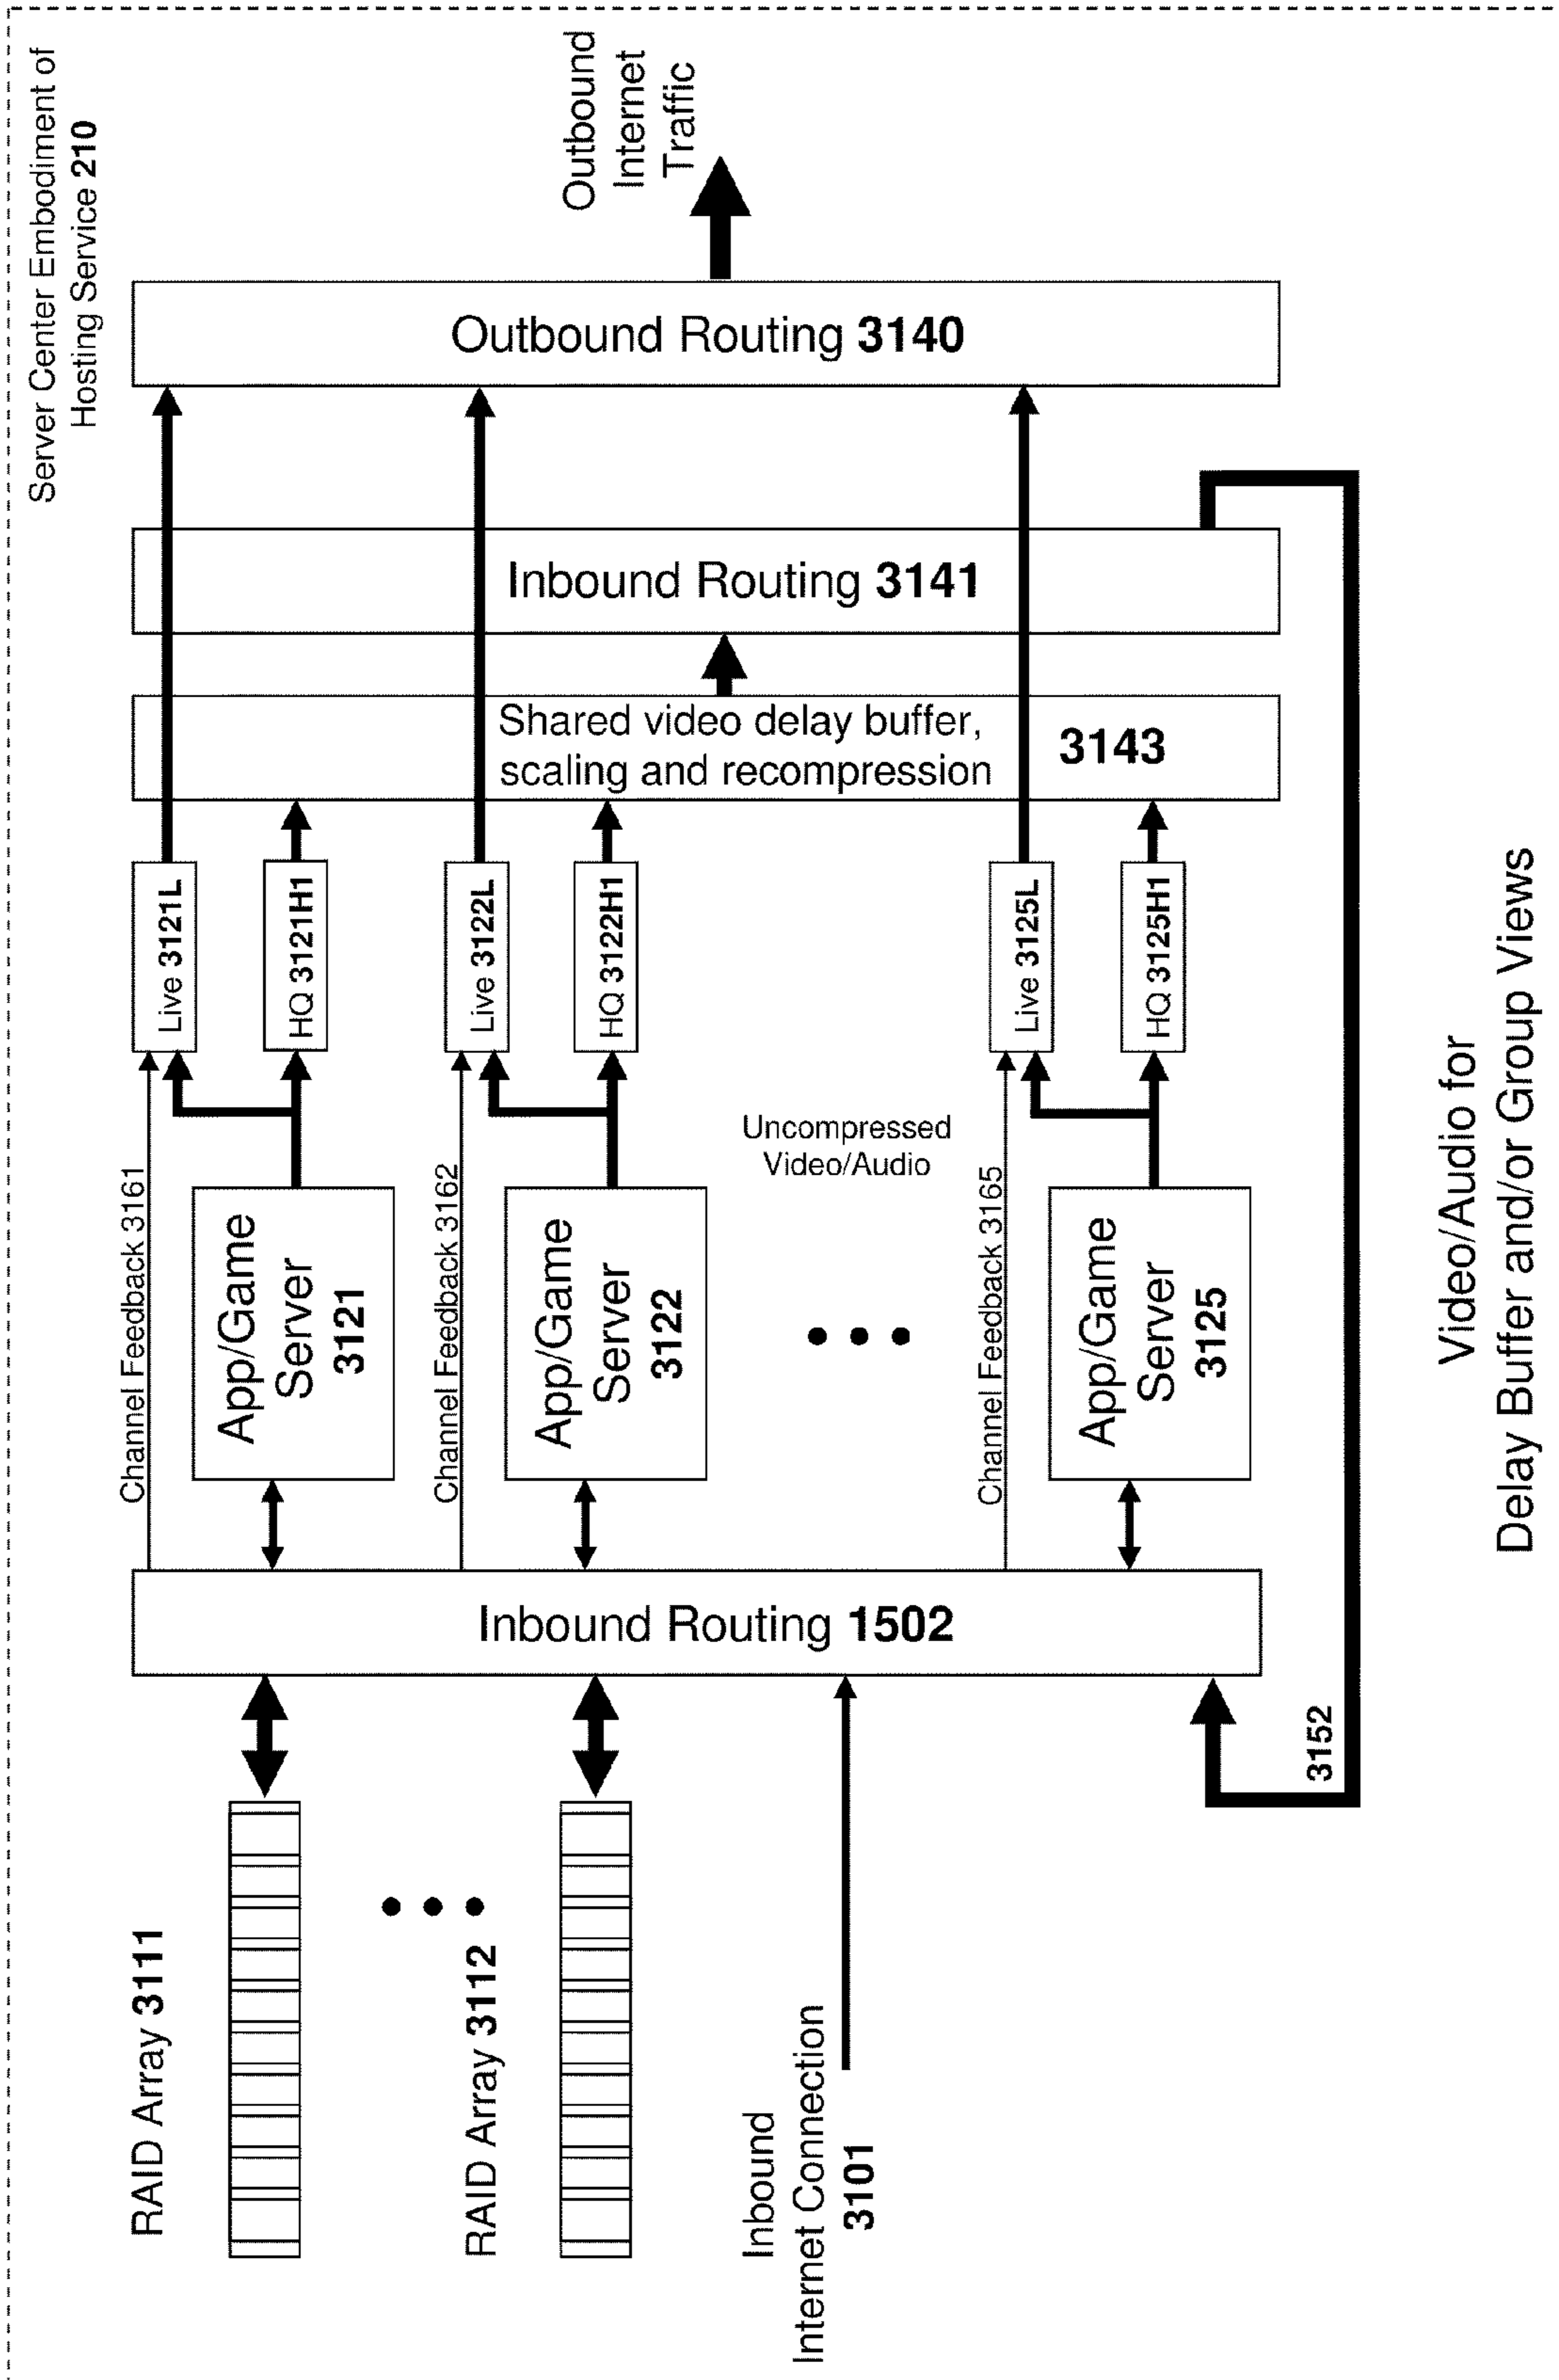 Server Center Embodiment of
Hosting Service 210
RAID Array 3111
RAID Array 3112
Inbound
Internet Connection
3101
Inbound Routing 1502
Channel Feedback 3161
App/Game
Server
3121
Live 3121L
HQ 3121H1
Channel Feedback 3162
App/Game
Server
3122
Live 3122L
HQ 3122H1
Uncompressed
Video/Audio
Channel Feedback 3165
App/Game
Server
3125
Live 3125L
HQ 3125H1
Shared video delay buffer,
scaling and recompression
3143
Inbound Routing 3141
Outbound Routing 3140
Outbound
Internet
Traffic
3152
Video/Audio for
Delay Buffer and/or Group Views